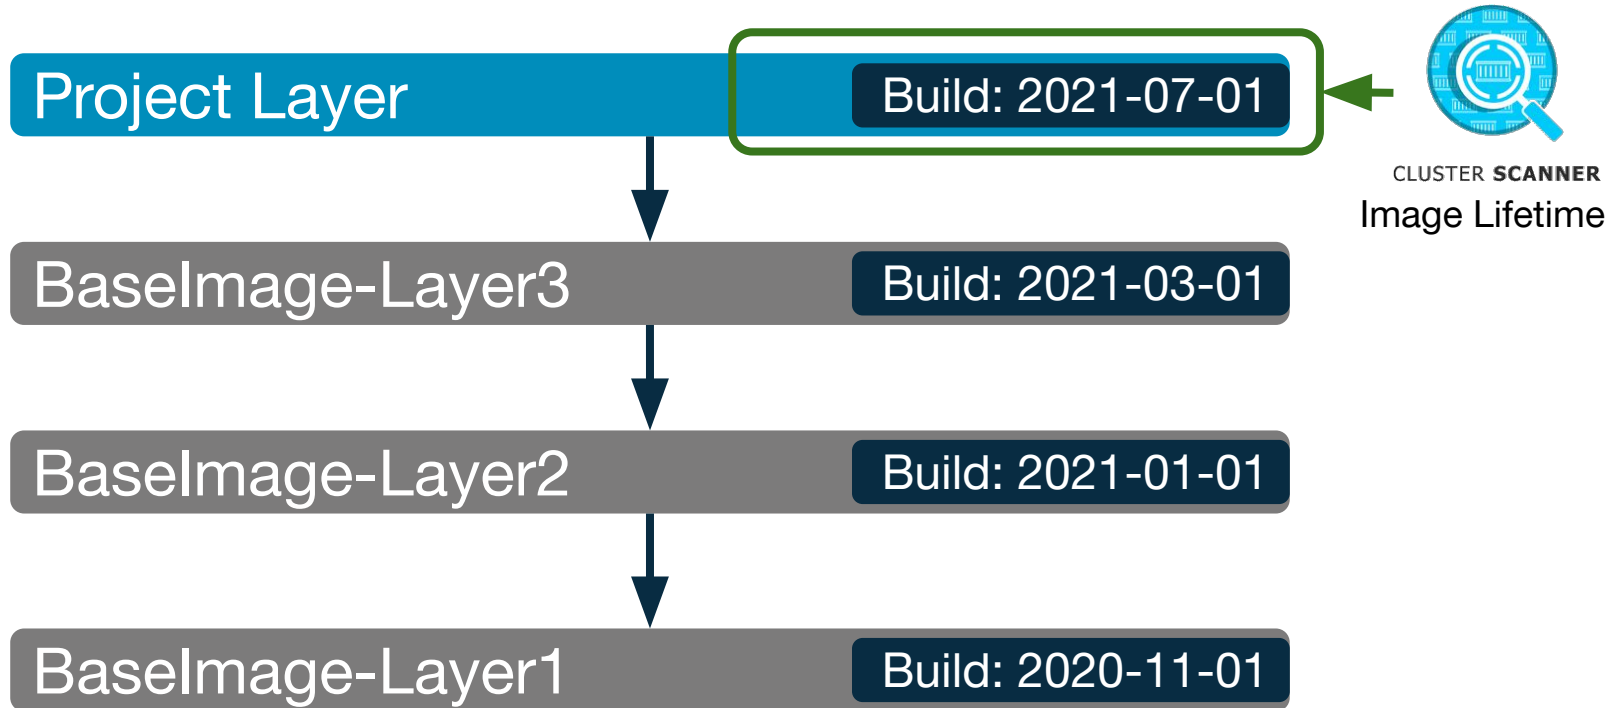 Project Layer
Build: 2021-07-01
CLUSTER SCANNER
Image Lifetime
BaseImage-Layer3
Build: 2021-03-01
BaseImage-Layer2
Build: 2021-01-01
BaseImage-Layer1
Build: 2020-11-01